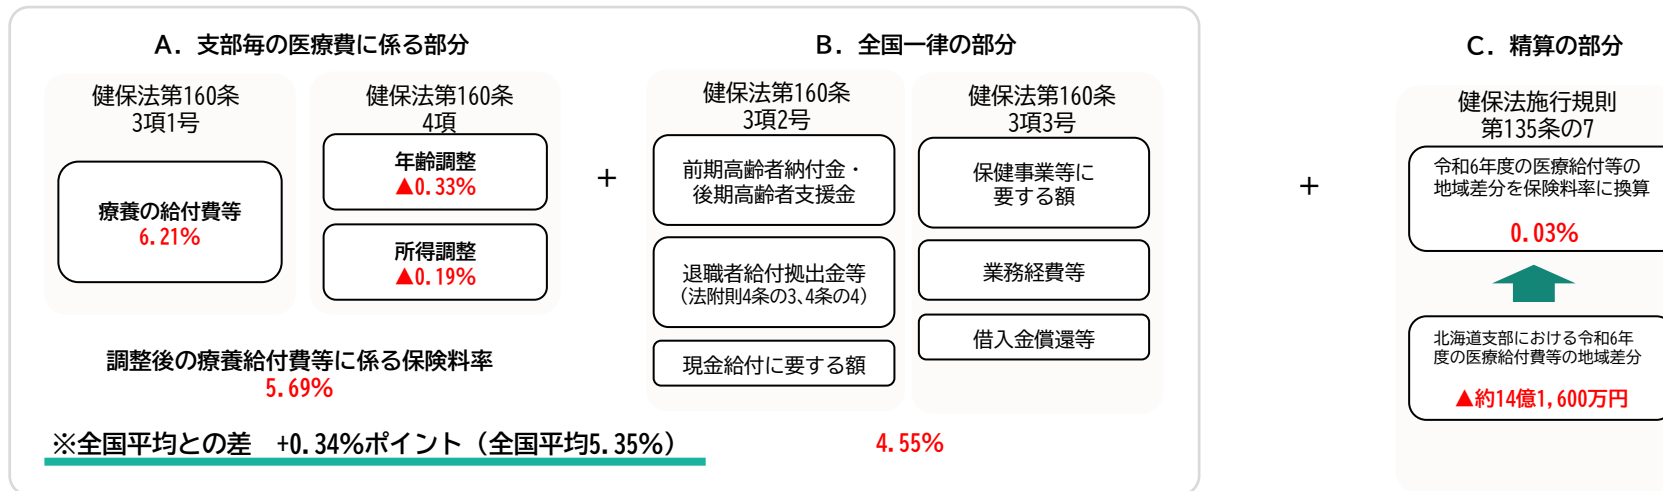 A. 支部毎の医療費に係る部分
健保法第160条
3項1号
療養の給付費等
6.21%
健保法第160条
4項
年齢調整
▲0.33%
所得調整
▲0.19%
調整後の療養給付費等に係る保険料率
5.69%
※全国平均との差 +0.34%ポイント（全国平均5.35%）
+
B. 全国一律の部分
健保法第160条
3項2号
前期高齢者納付金・
後期高齢者支援金
退職者給付拠出金等
（法附則4条の3､4条の4）
現金給付に要する額
健保法第160条
3項3号
保健事業等に
要する額
業務経費等
借入金償還等
4.55%
+
C. 精算の部分
健保法施行規則
第135条の7
令和6年度の医療給付等の
地域差分を保険料率に換算
0.03%
北海道支部における令和6年
度の医療給付費等の地域差分
▲約14億1,600万円